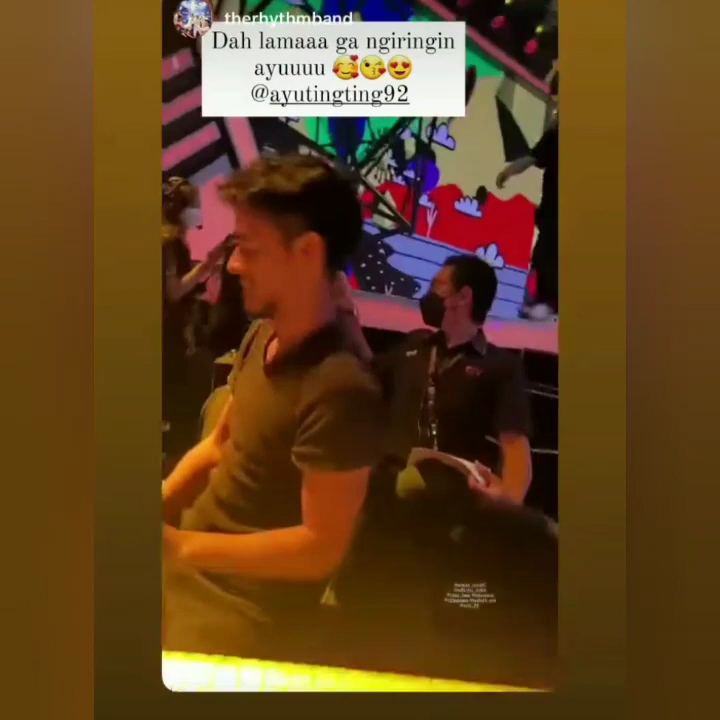 therhythmband
Dah lamaaa ga ngiringin
ayuuuu 🥰😘😍
@ayutingting92